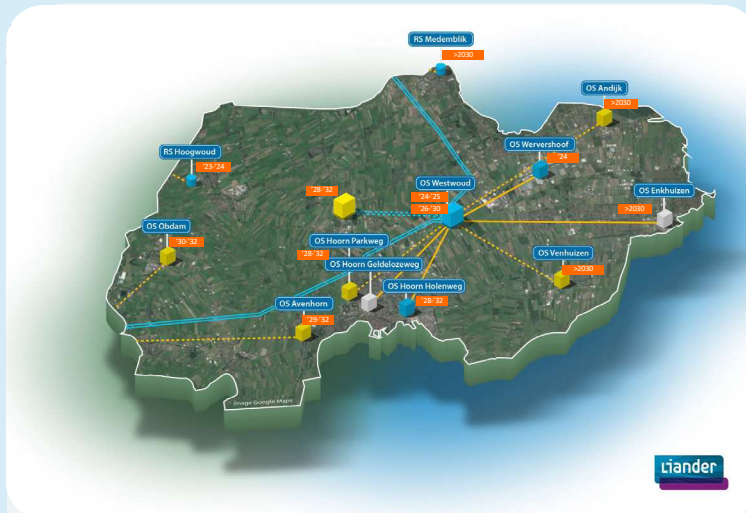 RS Medemblik
>2030
OS Andijk
>2030
RS Hoogwoud
'23-'24
OS Wervershoof
'24
OS Westwoud
'24-'25
'26-'30
'28-'32
OS Enkhuizen
>2030
OS Obdam
'30-'32
OS Hoorn Parkweg
'28-'32
OS Hoorn Geldelozeweg
OS Venhuizen
>2030
OS Hoorn Holenweg
'28-'32
OS Avenhorn
'29-'32
Image Google Maps
Liander